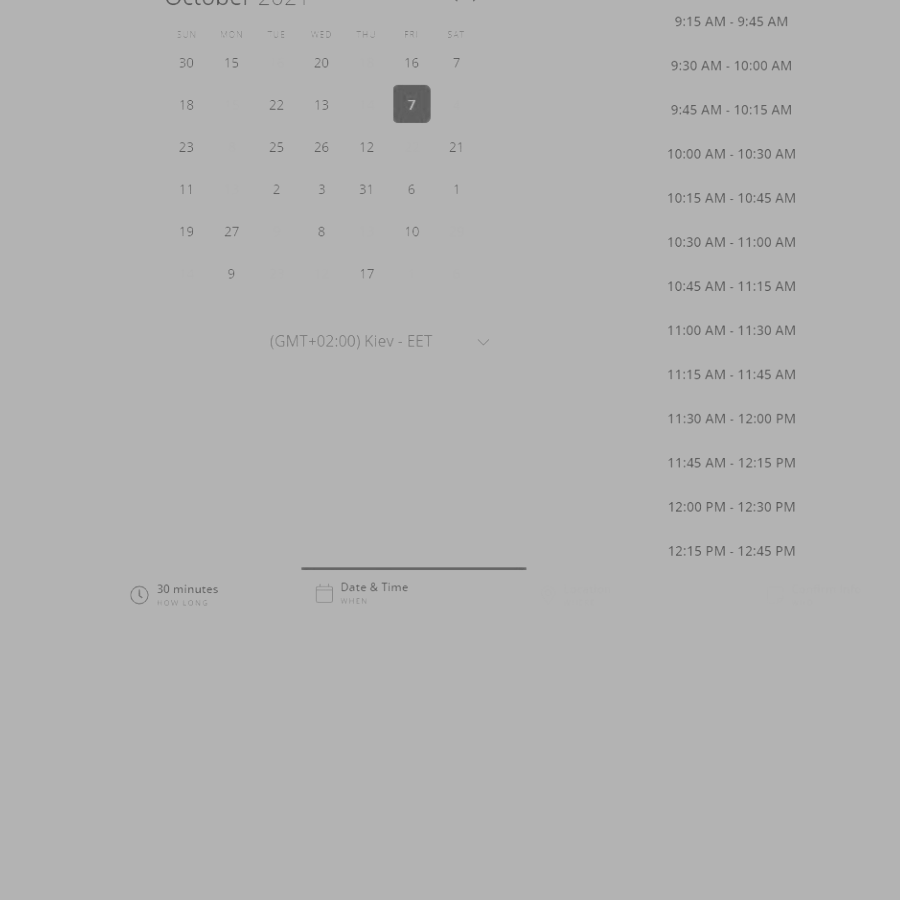 October 2021
SUN MON TUE WED THU FRI SAT
30 15 20 16 7
18 22 13 7
23 25 26 12 21
11 2 3 31 6 1
19 27 8 10
9 17
(GMT+02:00) Kiev - EET
9:15 AM - 9:45 AM
9:30 AM - 10:00 AM
9:45 AM - 10:15 AM
10:00 AM - 10:30 AM
10:15 AM - 10:45 AM
10:30 AM - 11:00 AM
10:45 AM - 11:15 AM
11:00 AM - 11:30 AM
11:15 AM - 11:45 AM
11:30 AM - 12:00 PM
11:45 AM - 12:15 PM
12:00 PM - 12:30 PM
12:15 PM - 12:45 PM
30 minutes
HOW LONG
Date & Time
WHEN